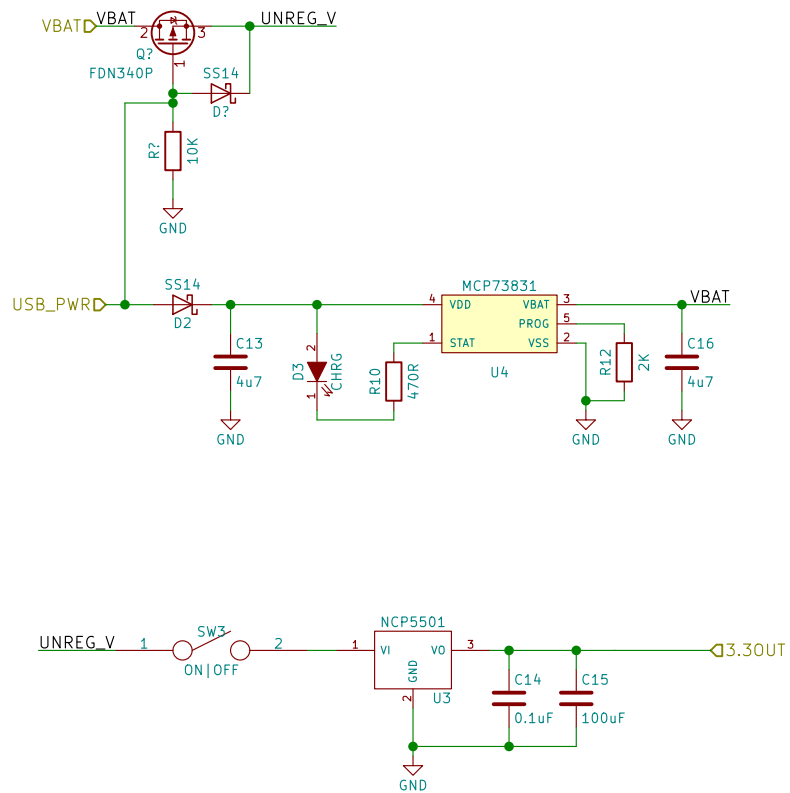 VBAT
VBAT
UNREG_V
2
3
Q?
1
FDN340P
SS14
D?
R?
10K
GND
SS14
MCP73831
USB_PWR
4
VDD
VBAT
3
VBAT
D2
PROG
5
C13
2
1
STAT
VSS
2
C16
D3
CHRG
R10
470R
U4
R12
2K
4u7
4u7
1
GND
GND
GND
NCP5501
UNREG_V
1
SW3
2
1
VI
VO
3
3.3OUT
ON|OFF
GND
C14
C15
2
U3
0.1uF
100uF
GND